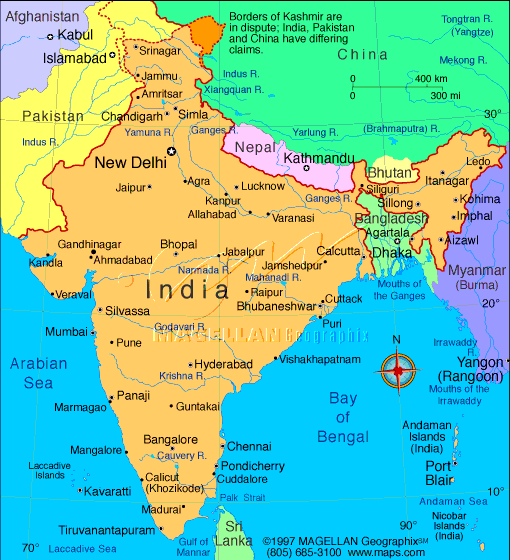 Afghanistan
Kabul
Islamabad
Srinagar
Jammu
Amritsar
Chandigarh
Simla
Pakistan
Indus R.
Yamuna R.
Ganges R.
Borders of Kashmir are
in dispute; India, Pakistan
and China have differing
claims.
China
Tongtran R.
(Yangtze)
Mekong R.
Indus R.
Xiangquan R.
0 400 km
0 300 mi
30°
Yarlung R.
(Brahmaputra) R.
New Delhi
Nepal
Kathmandu
Bhutan
Ledo
Itanagar
Siliguri
Sillong
Kohima
Imphal
Jaipur
Agra
Lucknow
Kanpur
Allahabad
Varanasi
Ganges R.
Bangladesh
Agartala
Dhaka
Aizawl
Gandhinagar
Kandla
Ahmadabad
Bhopal
Jabalpur
Narmada R.
Calcutta
Jamshedpur
Mahanadi R.
Mouths of
the Ganges
Myanmar
(Burma)
20°
Veraval
Silvassa
India
Raipur
Bhubaneshwar
Cuttack
Puri
Mumbai
Pune
Godavari R.
MAGELLAN Geographix
Hyderabad
Vishakhapatnam
Krishna R.
N
Irrawaddy
R.
Yangon
(Rangoon)
Mouths of the
Irrawaddy
Arabian
Sea
Panaji
Marmagao
Guntakal
Bay
of
Bengal
Andaman
Islands
(India)
Port
Blair
Bangalore
Mangalore
Cauvery R.
Chennai
Pondicherry
Cuddalore
Laccadive
Islands
Kavaratti
Calicut
(Khozikode)
Palk Strait
10°
Andaman Sea
Nicobar
Islands
(India)
Madurai
Tiruvanantapuram
Sri
Lanka
Gulf of
Mannar
70°
Laccadive Sea
90°
©1997 MAGELLAN Geographix℠
(805) 685-3100 www.maps.com